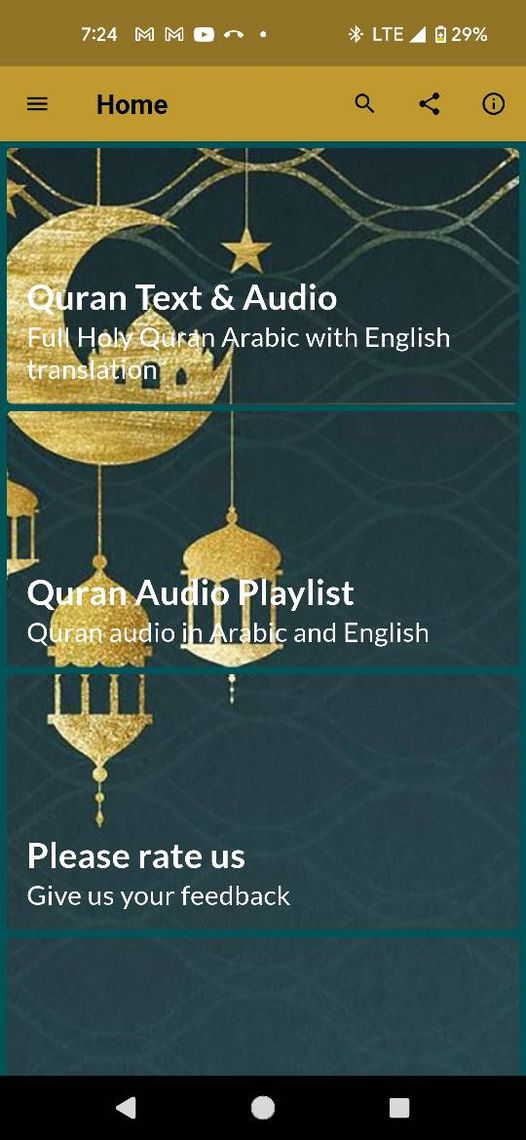 7:24 LTE 29%
Home
Quran Text & Audio
Full Holy Quran Arabic with English
translation
Quran Audio Playlist
Quran audio in Arabic and English
Please rate us
Give us your feedback